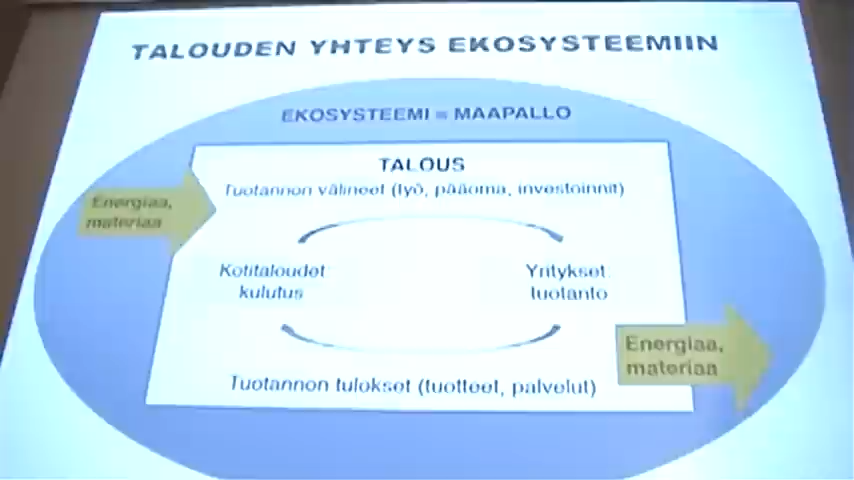 TALOUDEN YHTEYS EKOSYSTEEMIIN
EKOSYSTEEMI = MAAPALLO
TALOUS
Tuotannon välineet (työ, pääoma, investoinnit)
Energiaa,
materiaa
Kotitaloudet
kulutus
Yritykset
tuotanto
Energiaa,
materiaa
Tuotannon tulokset (tuotteet, palvelut)